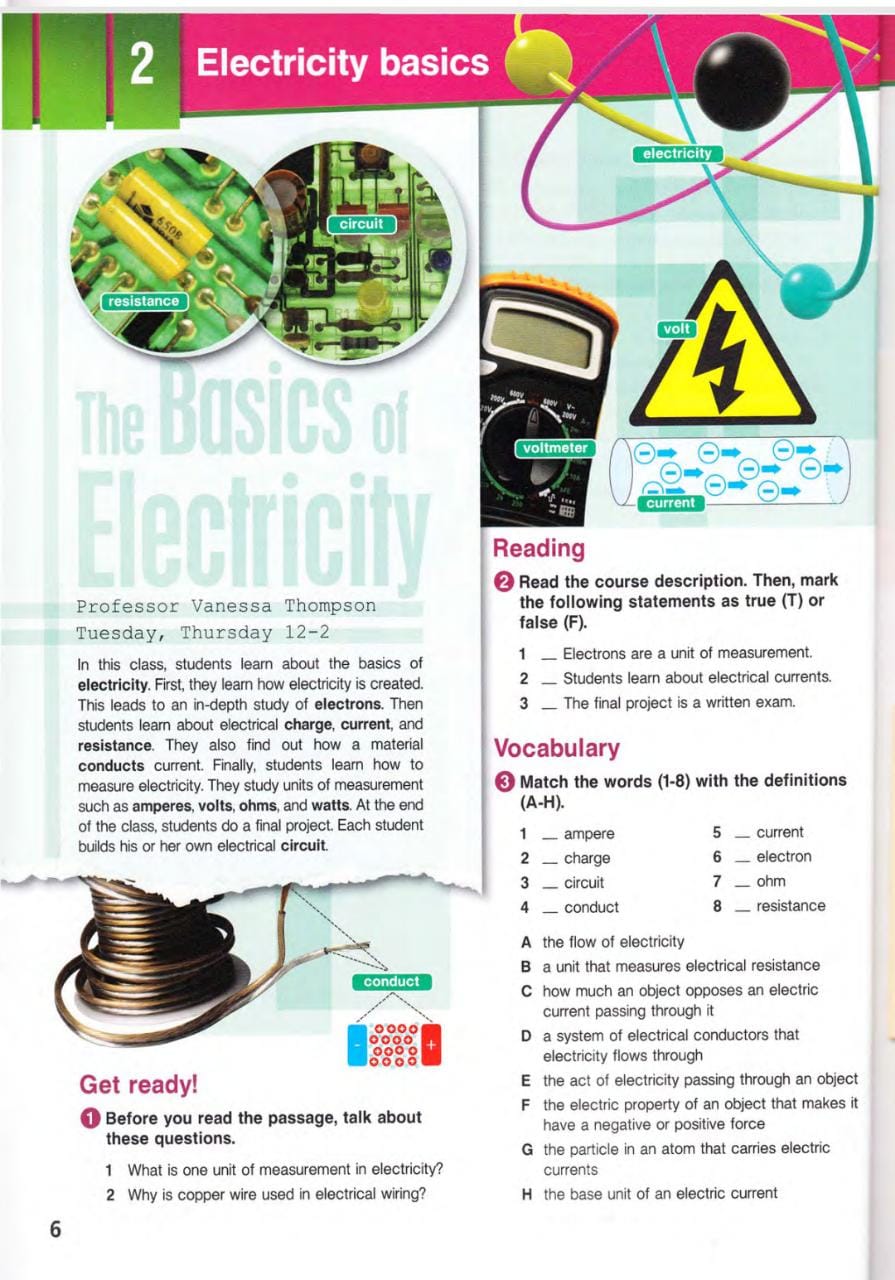 2
Electricity basics
electricity
circuit
resistance
volt
voltmeter
current
The Basics of
Electricity
Professor Vanessa Thompson
Tuesday, Thursday 12-2
In this class, students learn about the basics of
electricity. First, they learn how electricity is created.
This leads to an in-depth study of electrons. Then
students learn about electrical charge, current, and
resistance. They also find out how a material
conducts current. Finally, students learn how to
measure electricity. They study units of measurement
such as amperes, volts, ohms, and watts. At the end
of the class, students do a final project. Each student
builds his or her own electrical circuit.
conduct
- +
Get ready!
1 Before you read the passage, talk about
these questions.
1 What is one unit of measurement in electricity?
2 Why is copper wire used in electrical wiring?
6
Reading
2 Read the course description. Then, mark
the following statements as true (T) or
false (F).
1 __ Electrons are a unit of measurement.
2 __ Students learn about electrical currents.
3 __ The final project is a written exam.
Vocabulary
3 Match the words (1-8) with the definitions
(A-H).
1 __ ampere 5 __ current
2 __ charge 6 __ electron
3 __ circuit 7 __ ohm
4 __ conduct 8 __ resistance
A the flow of electricity
B a unit that measures electrical resistance
C how much an object opposes an electric
current passing through it
D a system of electrical conductors that
electricity flows through
E the act of electricity passing through an object
F the electric property of an object that makes it
have a negative or positive force
G the particle in an atom that carries electric
currents
H the base unit of an electric current